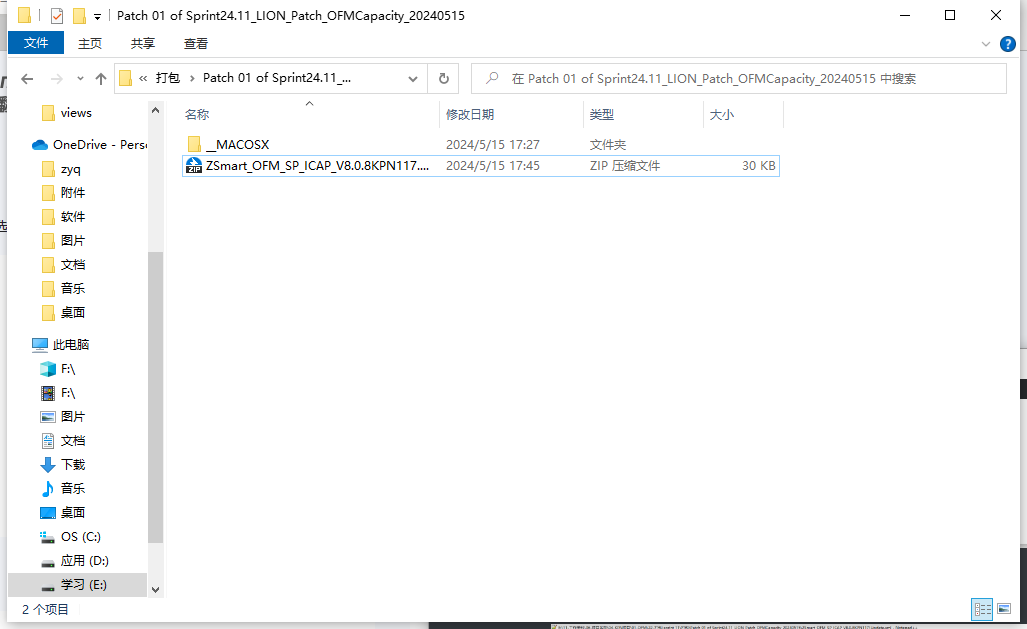 Patch 01 of Sprint24.11_LION_Patch_OFMCapacity_20240515
文件 主页 共享 查看
« 打包 › Patch 01 of Sprint24.11_...
在 Patch 01 of Sprint24.11_LION_Patch_OFMCapacity_20240515 中搜索
名称 修改日期 类型 大小
__MACOSX 2024/5/15 17:27 文件夹
ZIP ZSmart_OFM_SP_ICAP_V8.0.8KPN117.... 2024/5/15 17:45 ZIP 压缩文件 30 KB
views
OneDrive - Pers
zyq
附件
软件
图片
文档
音乐
桌面
此电脑
F:\
F:\
图片
文档
下载
音乐
桌面
OS (C:)
应用 (D:)
学习 (E:)
2 个项目